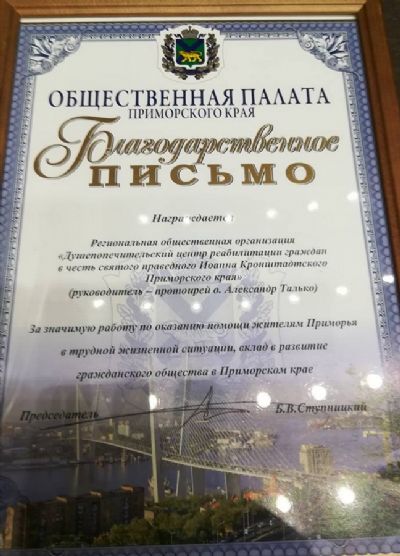 ОБЩЕСТВЕННАЯ ПАЛАТА
ПРИМОРСКОГО КРАЯ
Благодарственное
ПИСЬМО
Награждается:
Региональная общественная организация
«Душепопечительский центр реабилитации граждан
в честь святого праведного Иоанна Кронштадтского
Приморского края»
(руководитель – протоиерей о. Александр Талько)
За значимую работу по оказанию помощи жителям Приморья
в трудной жизненной ситуации, вклад в развитие
гражданского общества в Приморском крае
Председатель Б.В.Ступницкий